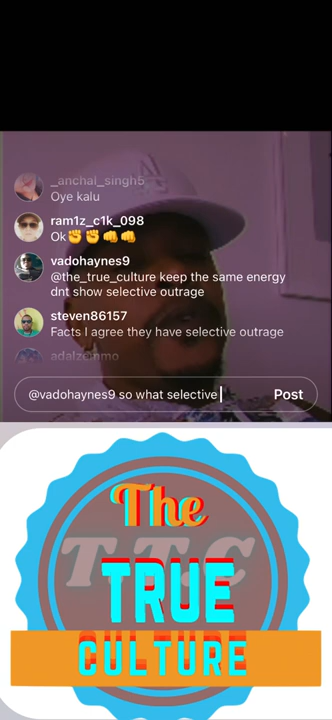 _anchal_singh5
Oye kalu
ram1z_c1k_098
Ok✊✊👊👊
vadohaynes9
@the_true_culture keep the same energy
dnt show selective outrage
steven86157
Facts I agree they have selective outrage
@vadohaynes9 so what selective
Post
The
T.T.C
TRUE
CULTURE